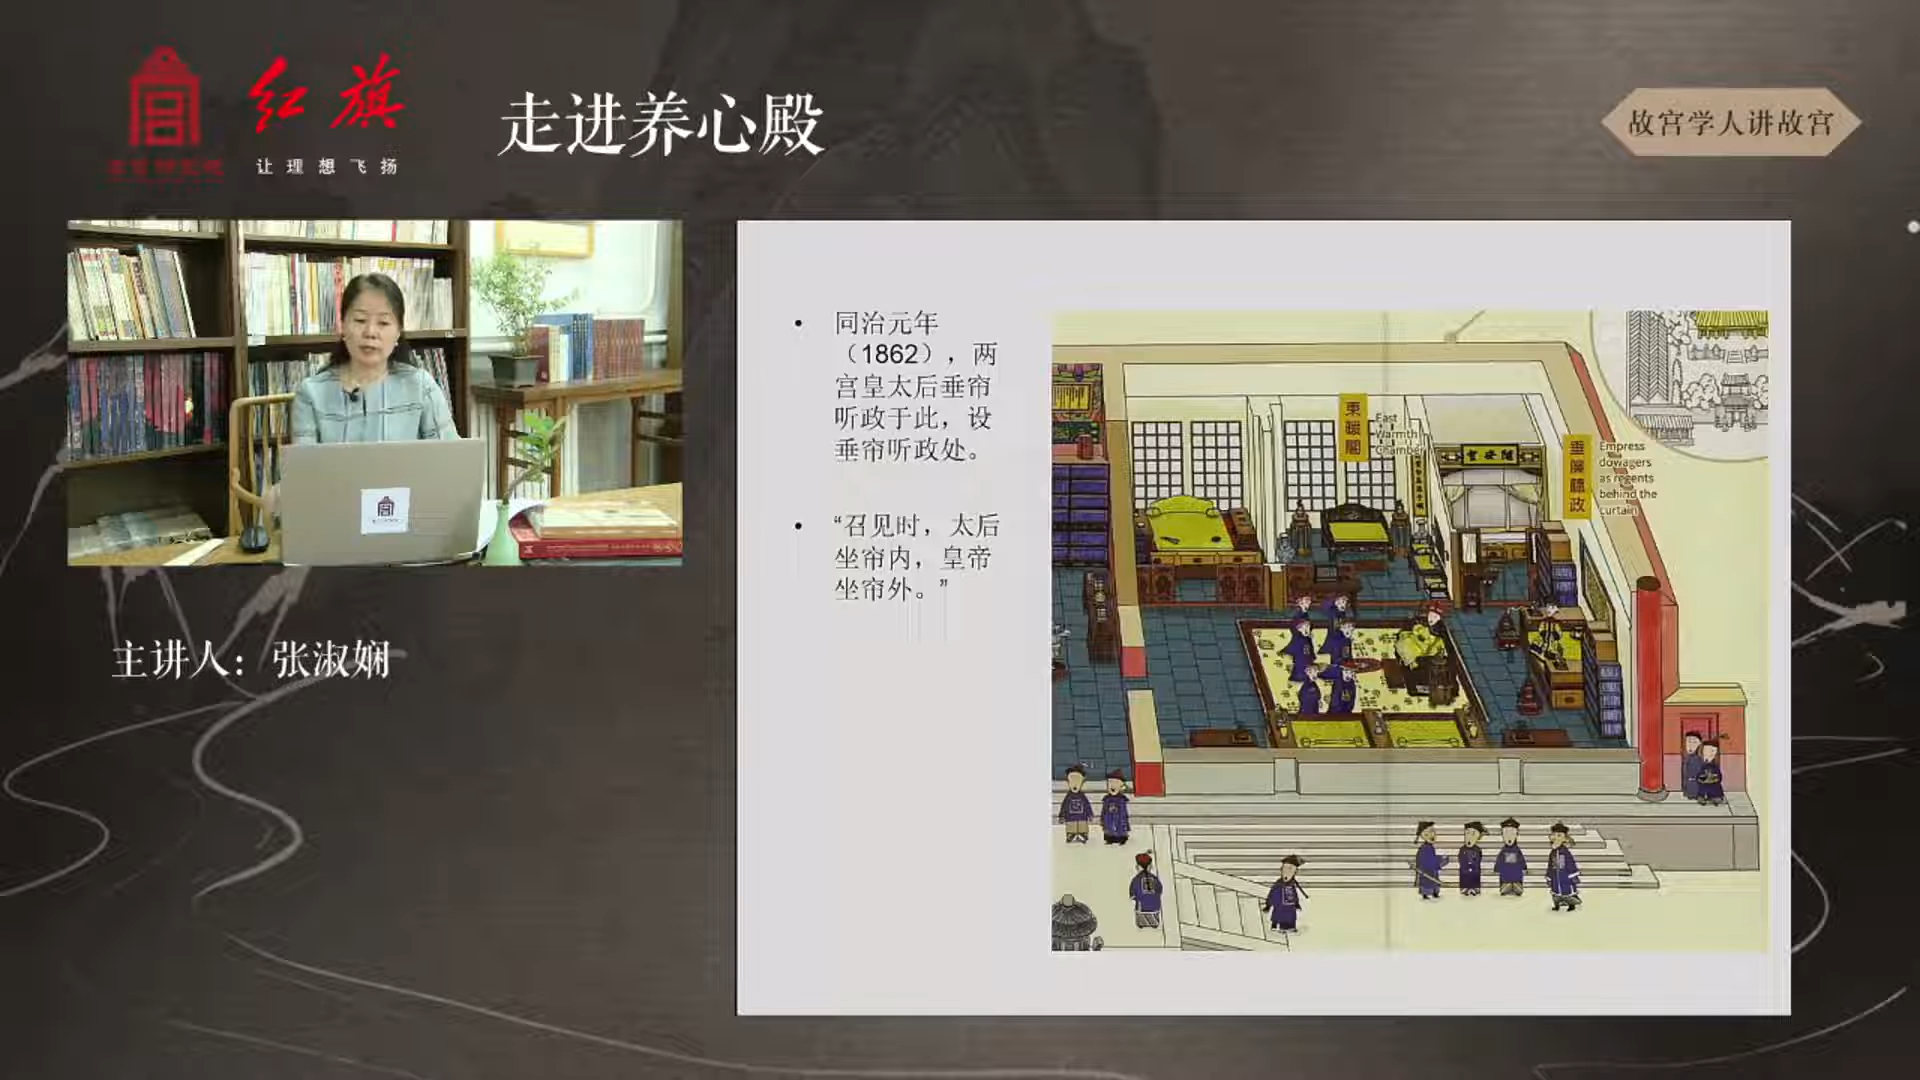 红旗
让理想飞扬
走进养心殿
故宫学人讲故宫
同治元年
（1862），两
宫皇太后垂帘
听政于此，设
垂帘听政处。
“召见时，太后
坐帘内，皇帝
坐帘外。”
東暖閣
East
Warmth
Chamber
垂簾聽政
Empress
dowagers
as regents
behind the
curtain
主讲人：张淑娴